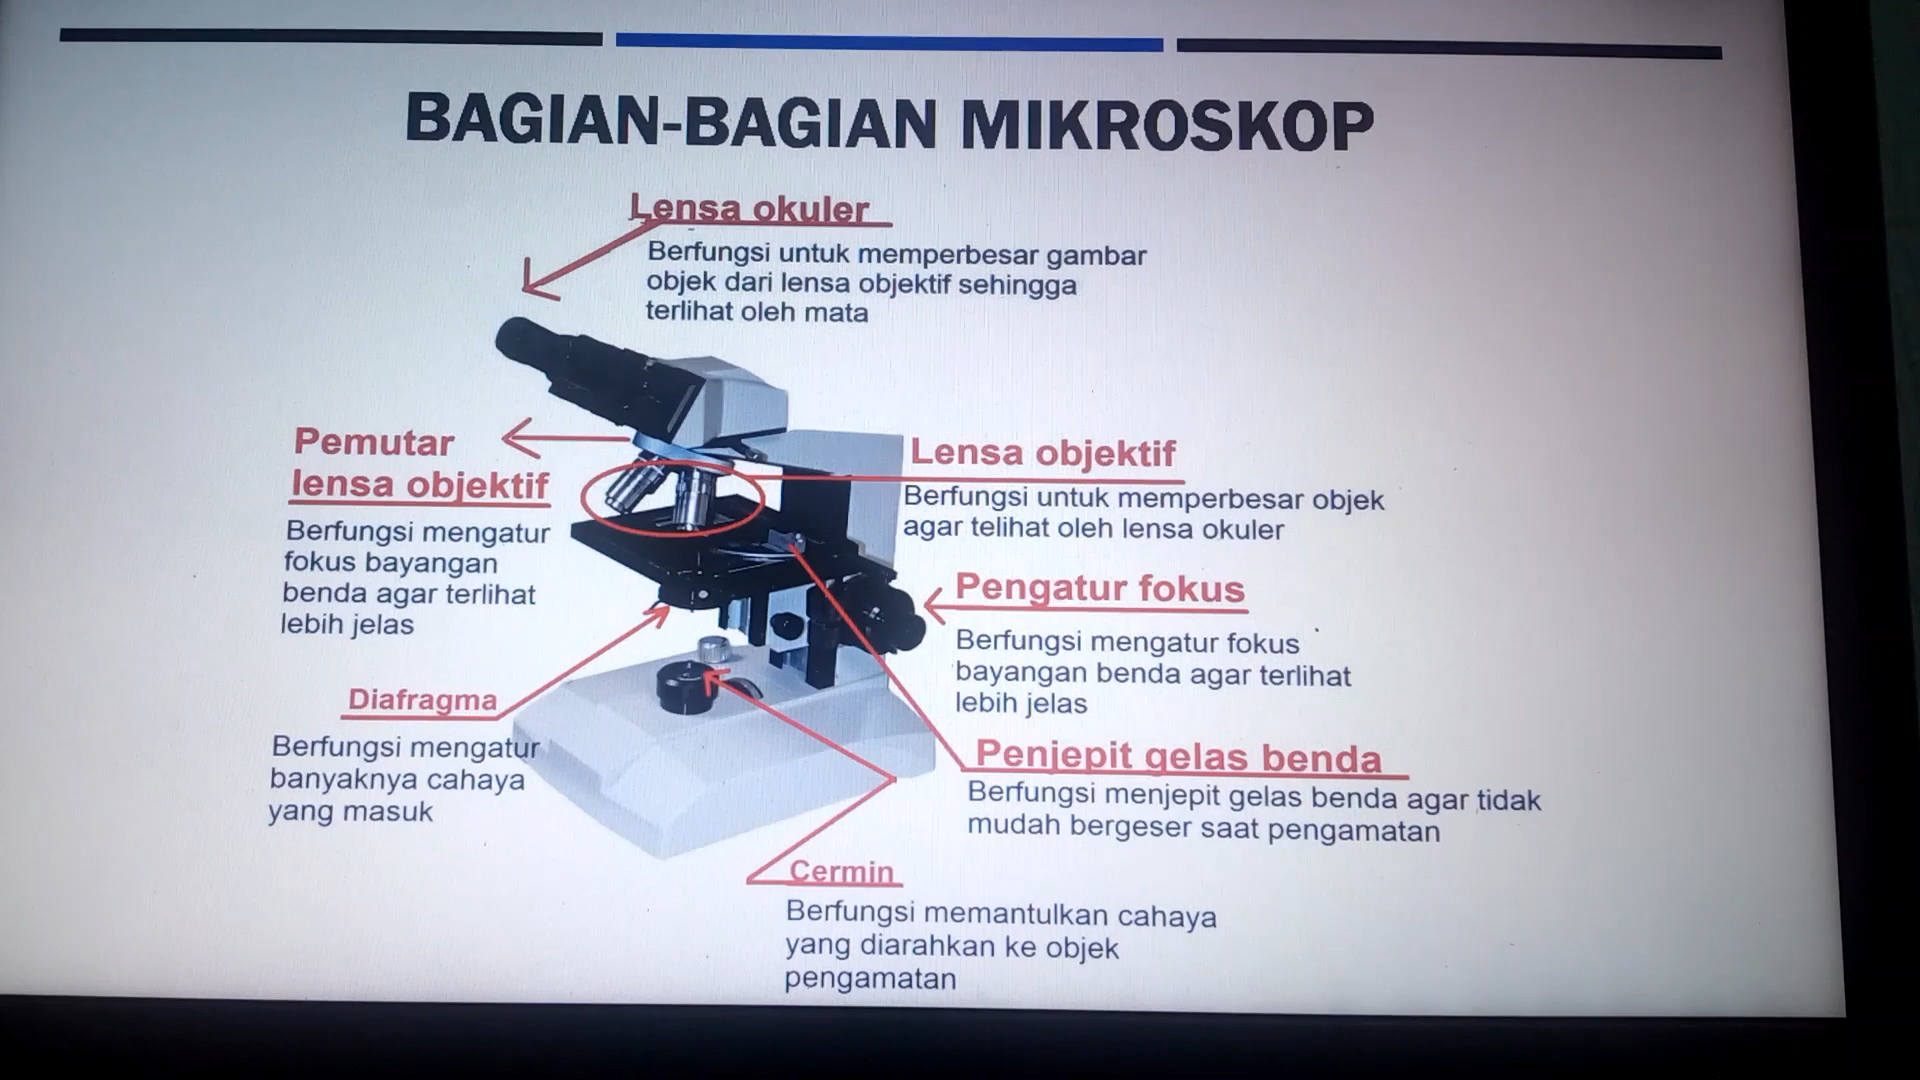 BAGIAN-BAGIAN MIKROSKOP
Lensa okuler
Berfungsi untuk memperbesar gambar
objek dari lensa objektif sehingga
terlihat oleh mata
Pemutar
lensa objektif
Berfungsi mengatur
fokus bayangan
benda agar terlihat
lebih jelas
Lensa objektif
Berfungsi untuk memperbesar objek
agar telihat oleh lensa okuler
Pengatur fokus
Berfungsi mengatur fokus
bayangan benda agar terlihat
lebih jelas
Diafragma
Berfungsi mengatur
banyaknya cahaya
yang masuk
Penjepit gelas benda
Berfungsi menjepit gelas benda agar tidak
mudah bergeser saat pengamatan
Cermin
Berfungsi memantulkan cahaya
yang diarahkan ke objek
pengamatan